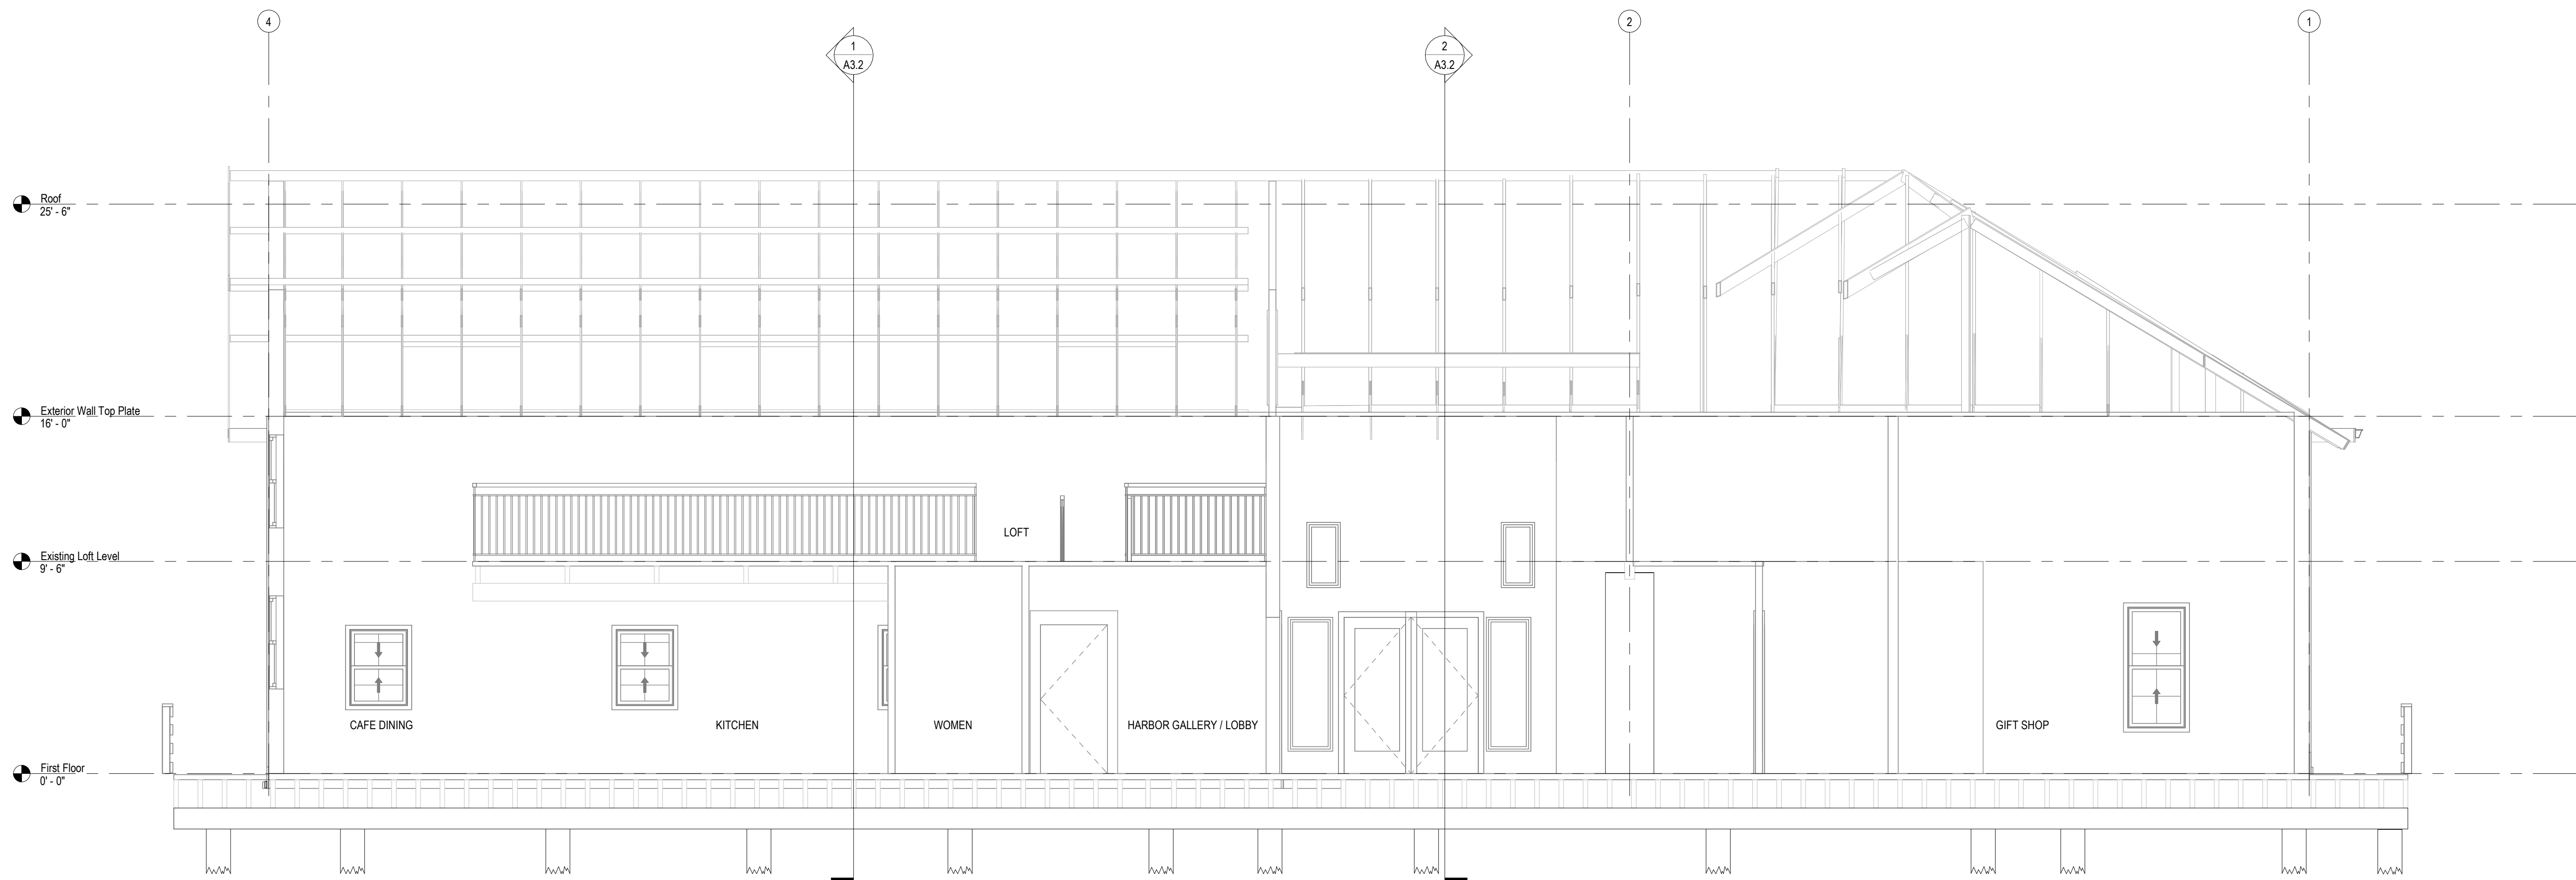 4
1
A3.2
2
A3.2
2
1
Roof
25' - 6"
Exterior Wall Top Plate
16' - 0"
LOFT
Existing Loft Level
9' - 6"
CAFE DINING
KITCHEN
WOMEN
HARBOR GALLERY / LOBBY
GIFT SHOP
First Floor
0' - 0"